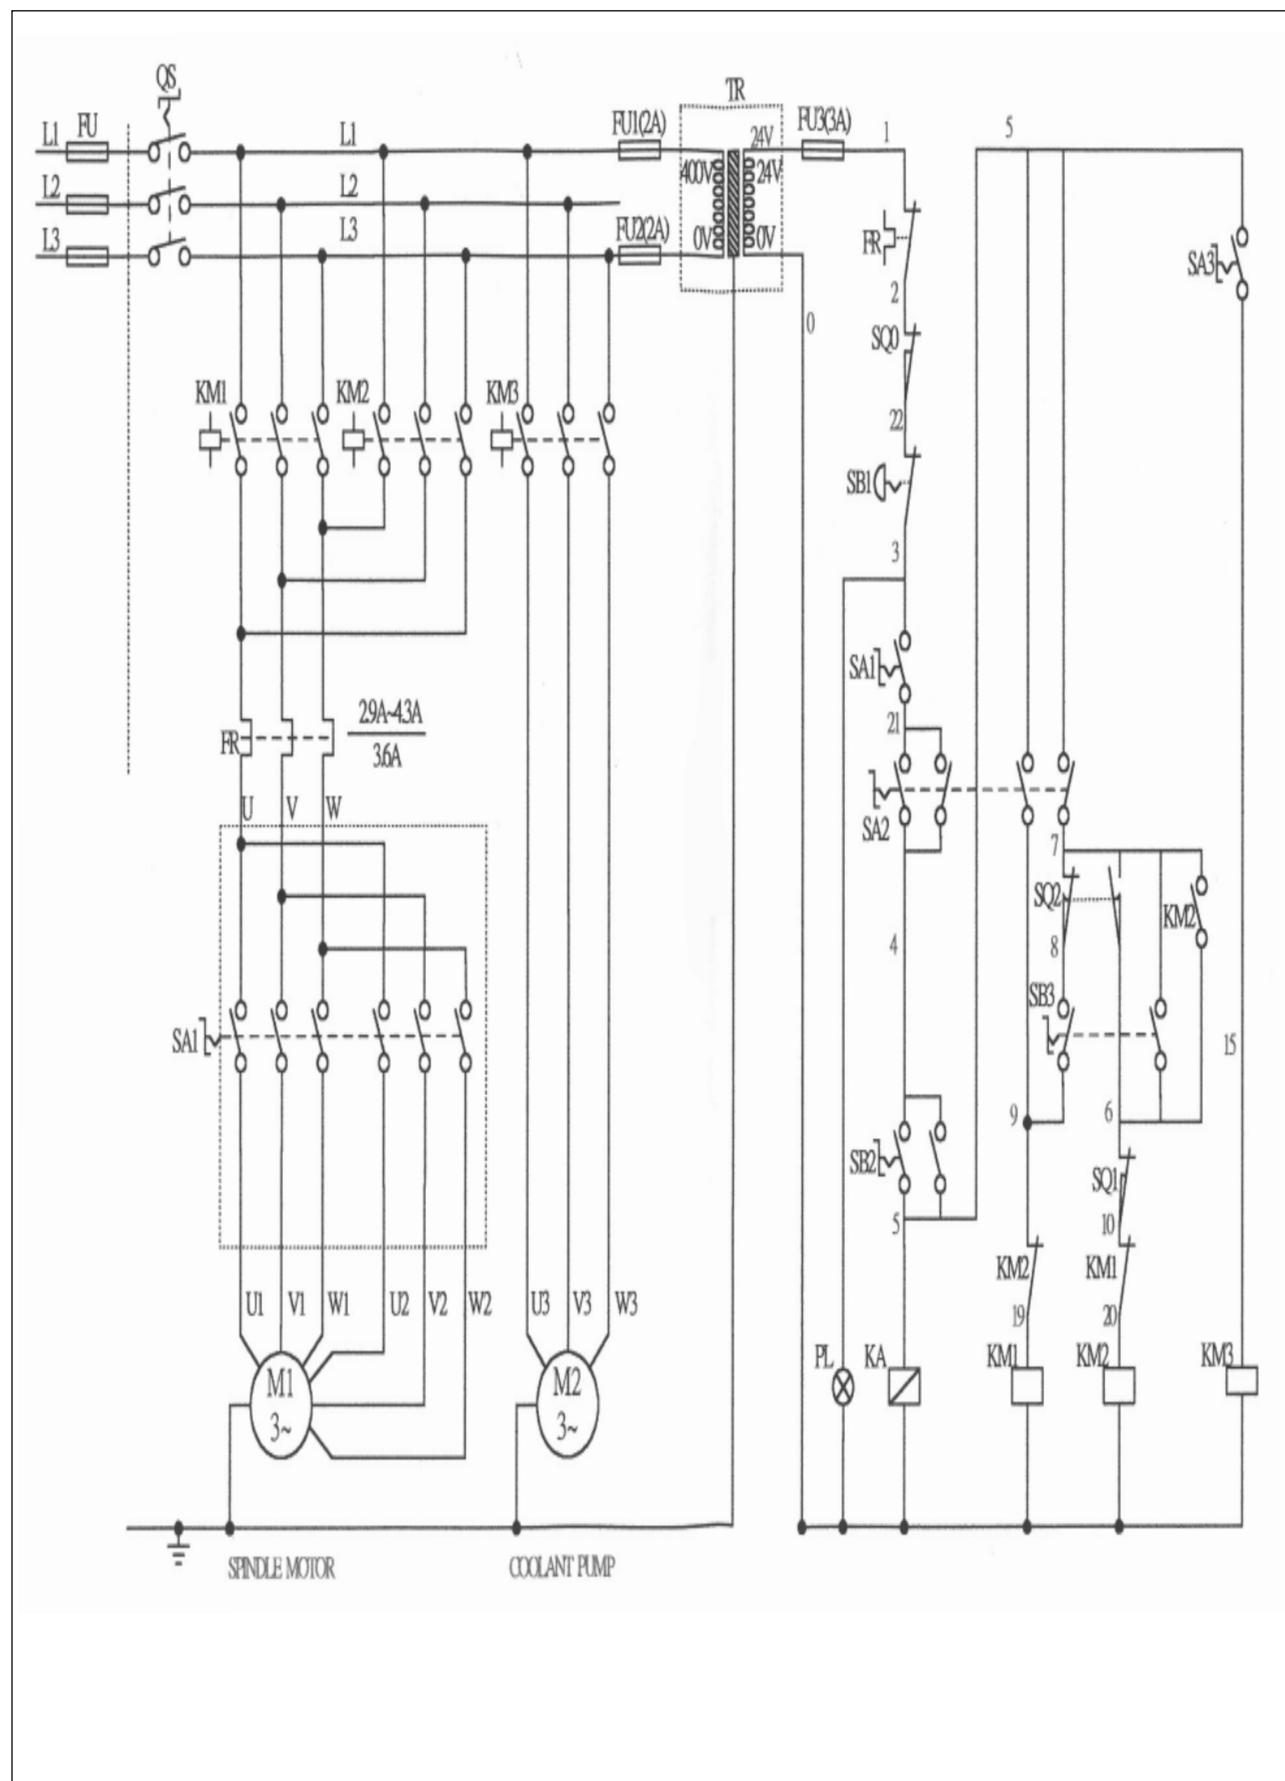 QS
TR
L1 FU L1 FU1(2A) 24V FU3(3A) 1 5
400V 24V
L2 L2
L3 L3 FU2(2A) 0V 0V FR SA3
2
0
SQ0
KM1 KM2 KM3
22
SB1
3
SA1
21
2.9A~4.3A
FR
3.6A
U V W
SA2
7
SQ2 KM2
4 8
SB3
SA1 15
9 6
SB2
SQ1
5 10
KM2 KM1
U1 V1 W1 U2 V2 W2 U3 V3 W3 19 20
PL KA KM1 KM2 KM3
M1 M2
3~ 3~
SPINDLE MOTOR COOLANT PUMP